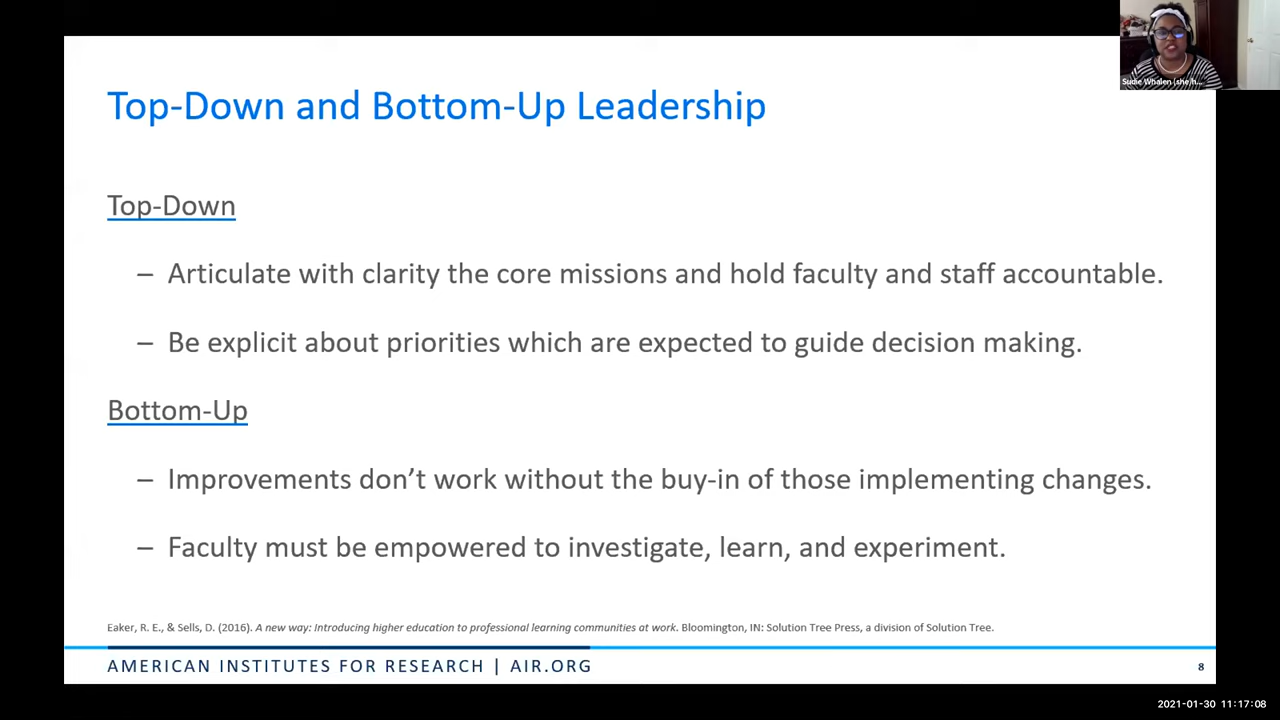 Sudie Whalen (she/h...
Top-Down and Bottom-Up Leadership
Top-Down
– Articulate with clarity the core missions and hold faculty and staff accountable.
– Be explicit about priorities which are expected to guide decision making.
Bottom-Up
– Improvements don’t work without the buy-in of those implementing changes.
– Faculty must be empowered to investigate, learn, and experiment.
Eaker, R. E., & Sells, D. (2016). A new way: Introducing higher education to professional learning communities at work. Bloomington, IN: Solution Tree Press, a division of Solution Tree.
AMERICAN INSTITUTES FOR RESEARCH | AIR.ORG
8
2021-01-30 11:17:08